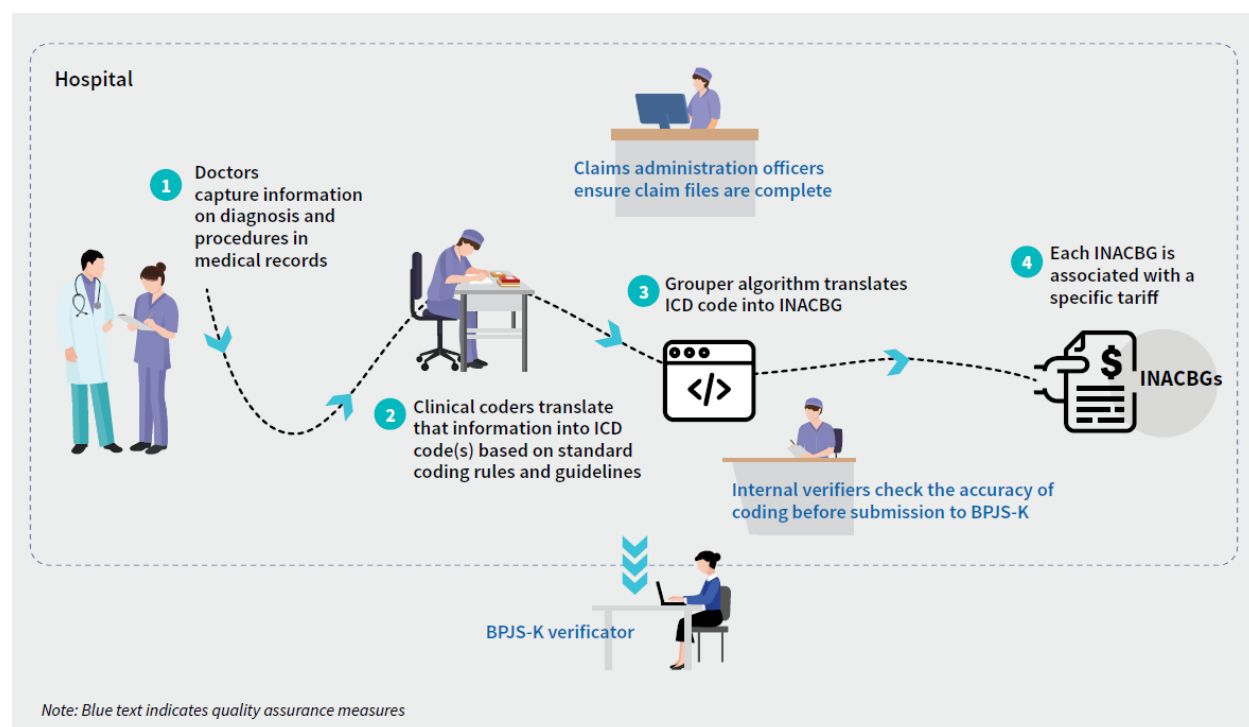 Hospital
1
Doctors
capture information
on diagnosis and
procedures in
medical records
Claims administration officers
ensure claim files are complete
2
Clinical coders translate
that information into ICD
code(s) based on standard
coding rules and guidelines
3
Grouper algorithm translates
ICD code into INACBG
</>
4
Each INACBG is
associated with a
specific tariff
$
INACBGs
Internal verifiers check the accuracy of
coding before submission to BPJS-K
BPJS-K verificator
Note: Blue text indicates quality assurance measures